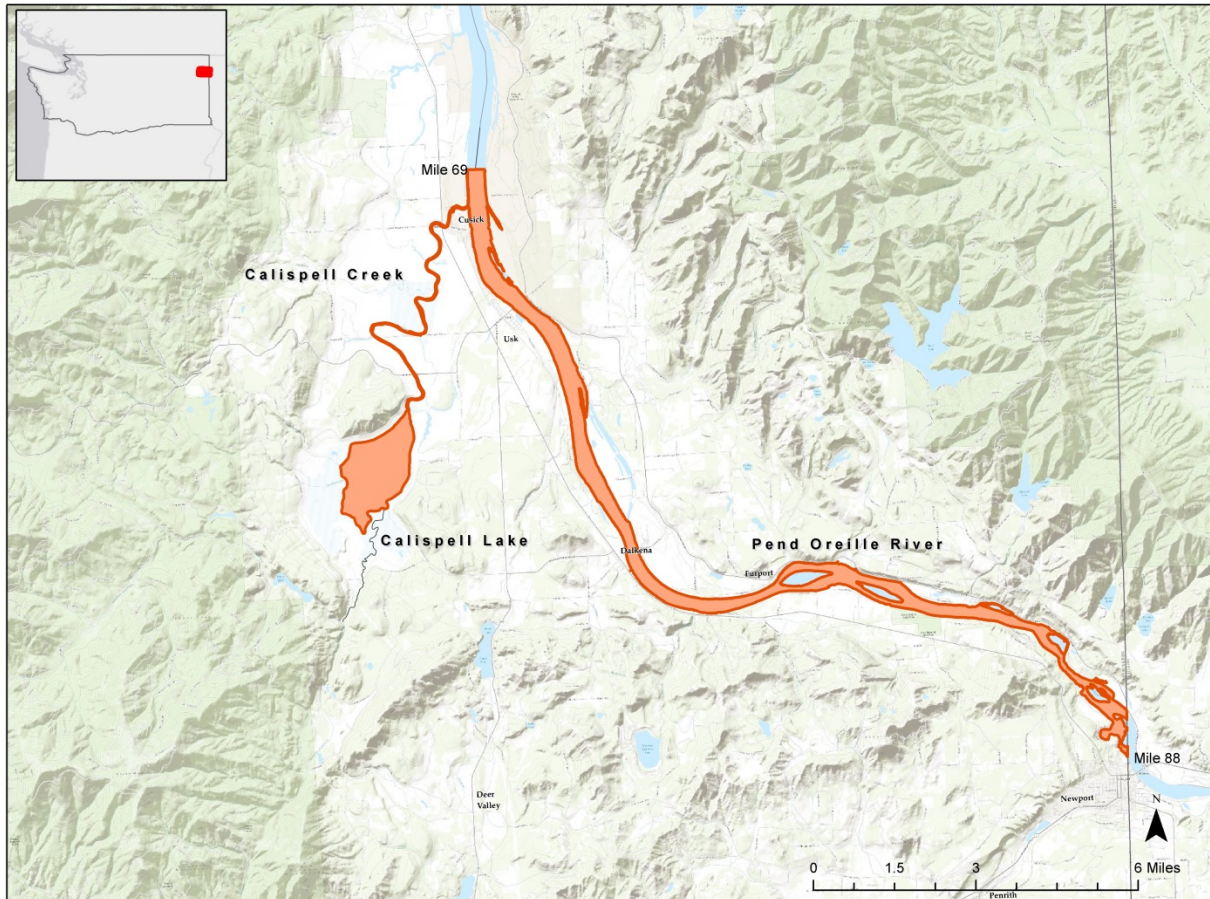 Mile 69
Cusick
Calispell Creek
Usk
Calispell Lake
Dalkena
Pend Oreille River
Furport
Mile 88
Newport
Deer
Valley
N
0 1.5 3 6 Miles
Penrith